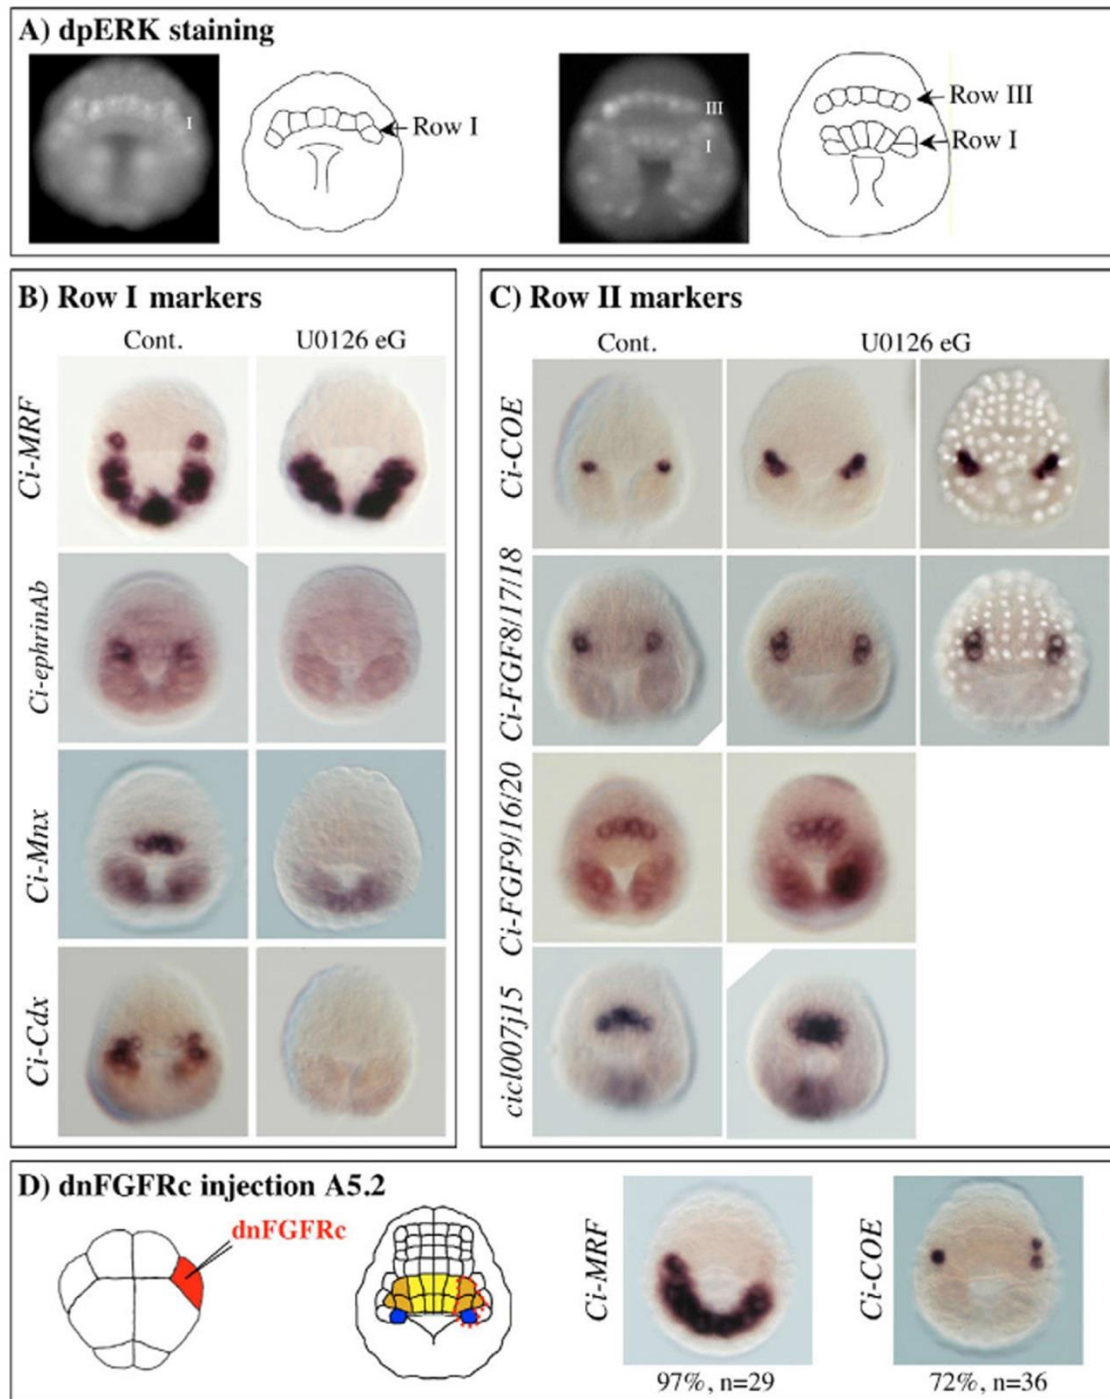 A) dpERK staining
I
Row I
III
I
Row III
Row I
B) Row I markers
Cont.
U0126 eG
Ci-MRF
Ci-ephrinAb
Ci-Mnx
Ci-Cdx
C) Row II markers
Cont.
U0126 eG
Ci-COE
Ci-FGF8/17/18
Ci-FGF9/16/20
cicl007j15
D) dnFGFRc injection A5.2
dnFGFRc
Ci-MRF
97%, n=29
Ci-COE
72%, n=36